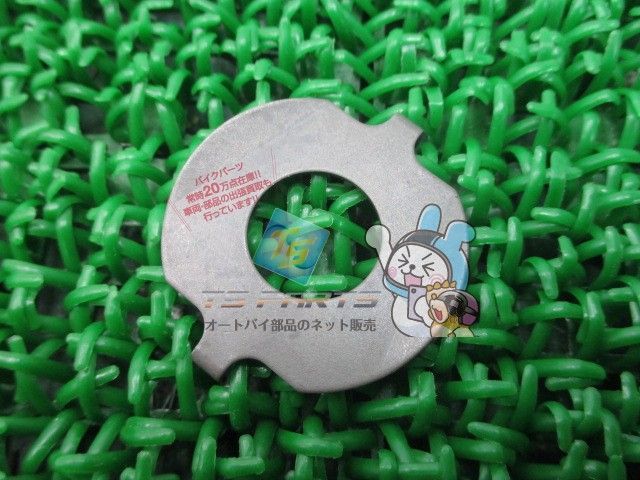 バイクパーツ
常時20万点在庫!!
車両・部品の出張買取も
行っています!!
TS
TS PARTS
オートバイ部品のネット販売